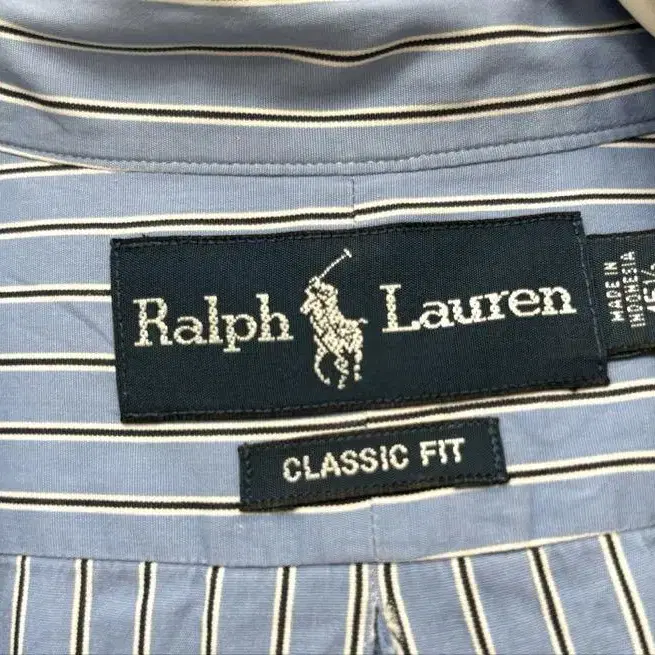 Ralph Lauren
MADE IN
INDONESIA
CLASSIC FIT